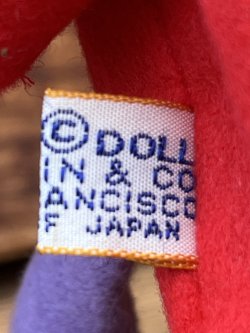 © DOLL
IN & CO
ANCISCO
F JAPAN